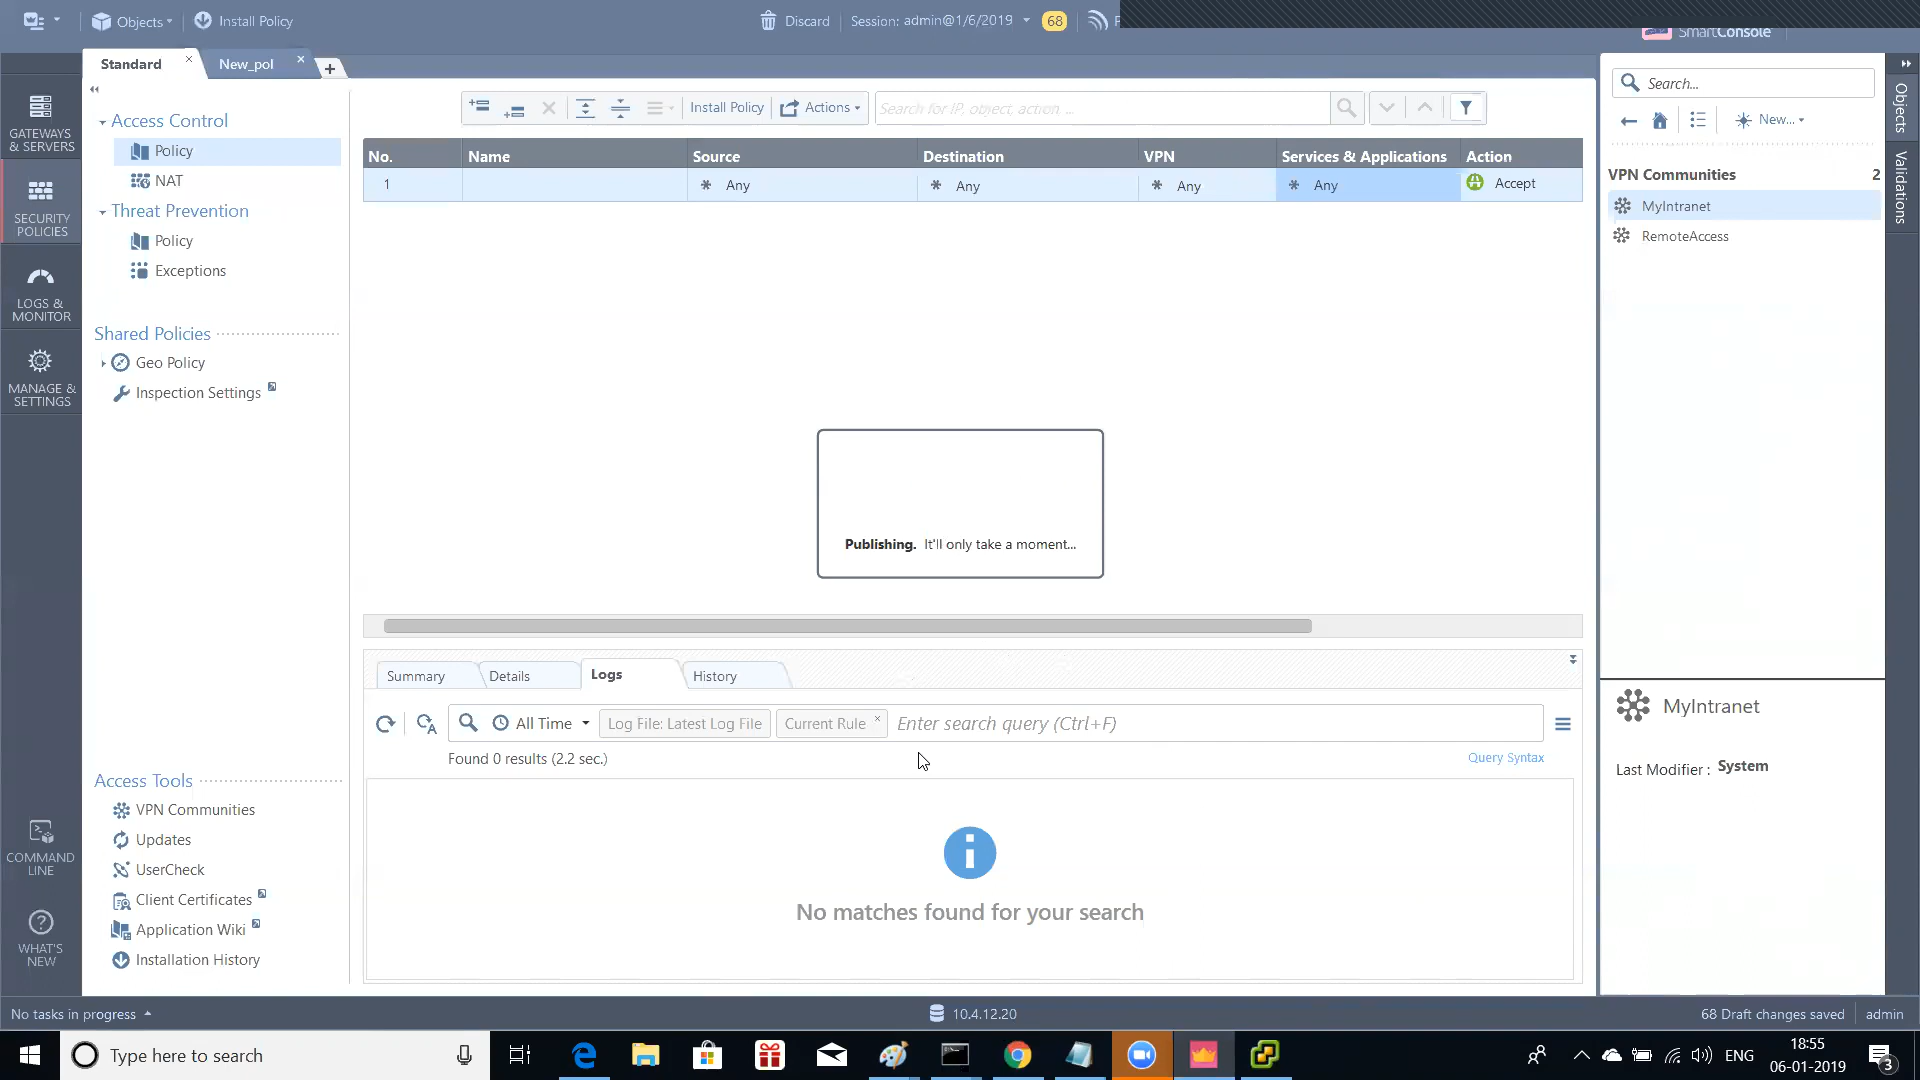 Objects
Install Policy
Discard
Session: admin@1/6/2019
68
SmartConsole
Standard
New_pol
GATEWAYS
& SERVERS
SECURITY
POLICIES
LOGS &
MONITOR
MANAGE &
SETTINGS
COMMAND
LINE
WHAT'S
NEW
Access Control
Policy
NAT
Threat Prevention
Policy
Exceptions
Shared Policies
Geo Policy
Inspection Settings
Access Tools
VPN Communities
Updates
UserCheck
Client Certificates
Application Wiki
Installation History
Install Policy
Actions
Search for IP, object, action ...
No. Name Source Destination VPN Services & Applications Action
1 Any Any Any Any Accept
Publishing. It'll only take a moment...
Summary
Details
Logs
History
All Time
Log File: Latest Log File
Current Rule
Enter search query (Ctrl+F)
Found 0 results (2.2 sec.)
Query Syntax
No matches found for your search
Search...
New...
VPN Communities 2
MyIntranet
RemoteAccess
Objects
Validations
MyIntranet
Last Modifier : System
No tasks in progress
10.4.12.20
68 Draft changes saved
admin
Type here to search
ENG
18:55
06-01-2019
3